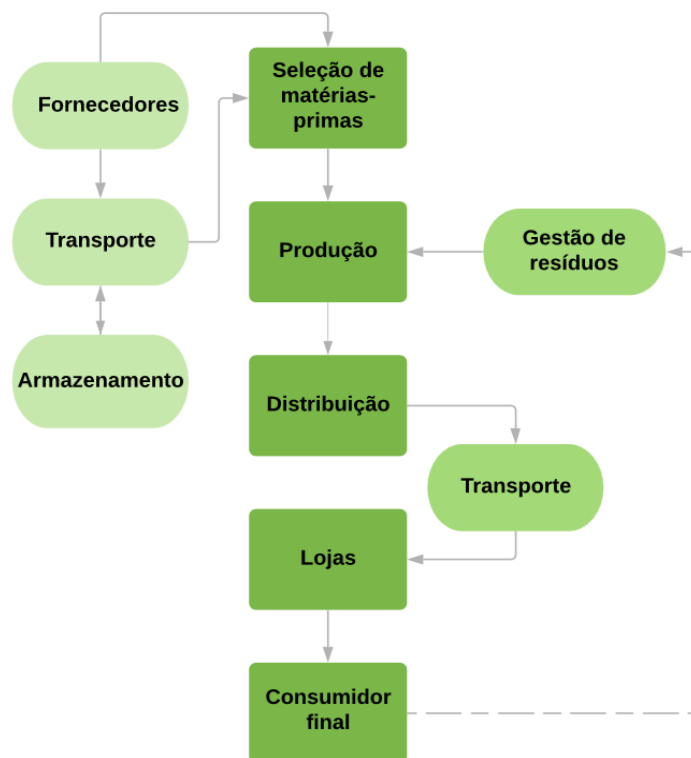 Seleção de
matérias-
primas
Fornecedores
Transporte
Produção
Gestão de
resíduos
Armazenamento
Distribuição
Transporte
Lojas
Consumidor
final